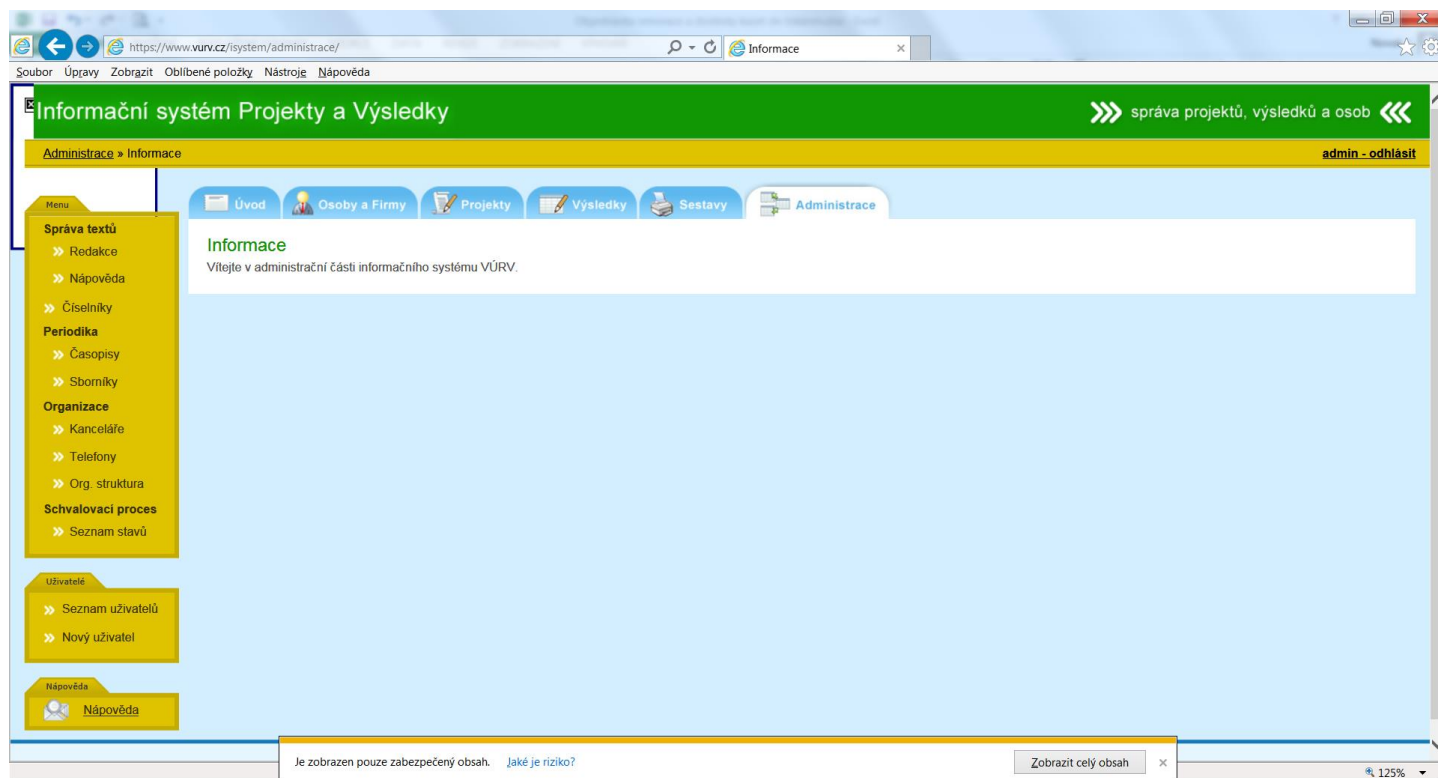 https://www.vurv.cz/isystem/administrace/
Informace
Soubor Úpravy Zobrazit Oblíbené položky Nástroje Nápověda
Informační systém Projekty a Výsledky
správa projektů, výsledků a osob
Administrace » Informace
admin - odhlásit
Úvod
Osoby a Firmy
Projekty
Výsledky
Sestavy
Administrace
Menu
Správa textů
Redakce
Nápověda
Číselníky
Periodika
Časopisy
Sborníky
Organizace
Kanceláře
Telefony
Org. struktura
Schvalovací proces
Seznam stavů
Informace
Vítejte v administrační části informačního systému VÚRV.
Uživatelé
Seznam uživatelů
Nový uživatel
Nápověda
Nápověda
Je zobrazen pouze zabezpečený obsah. Jaké je riziko?
Zobrazit celý obsah
125%